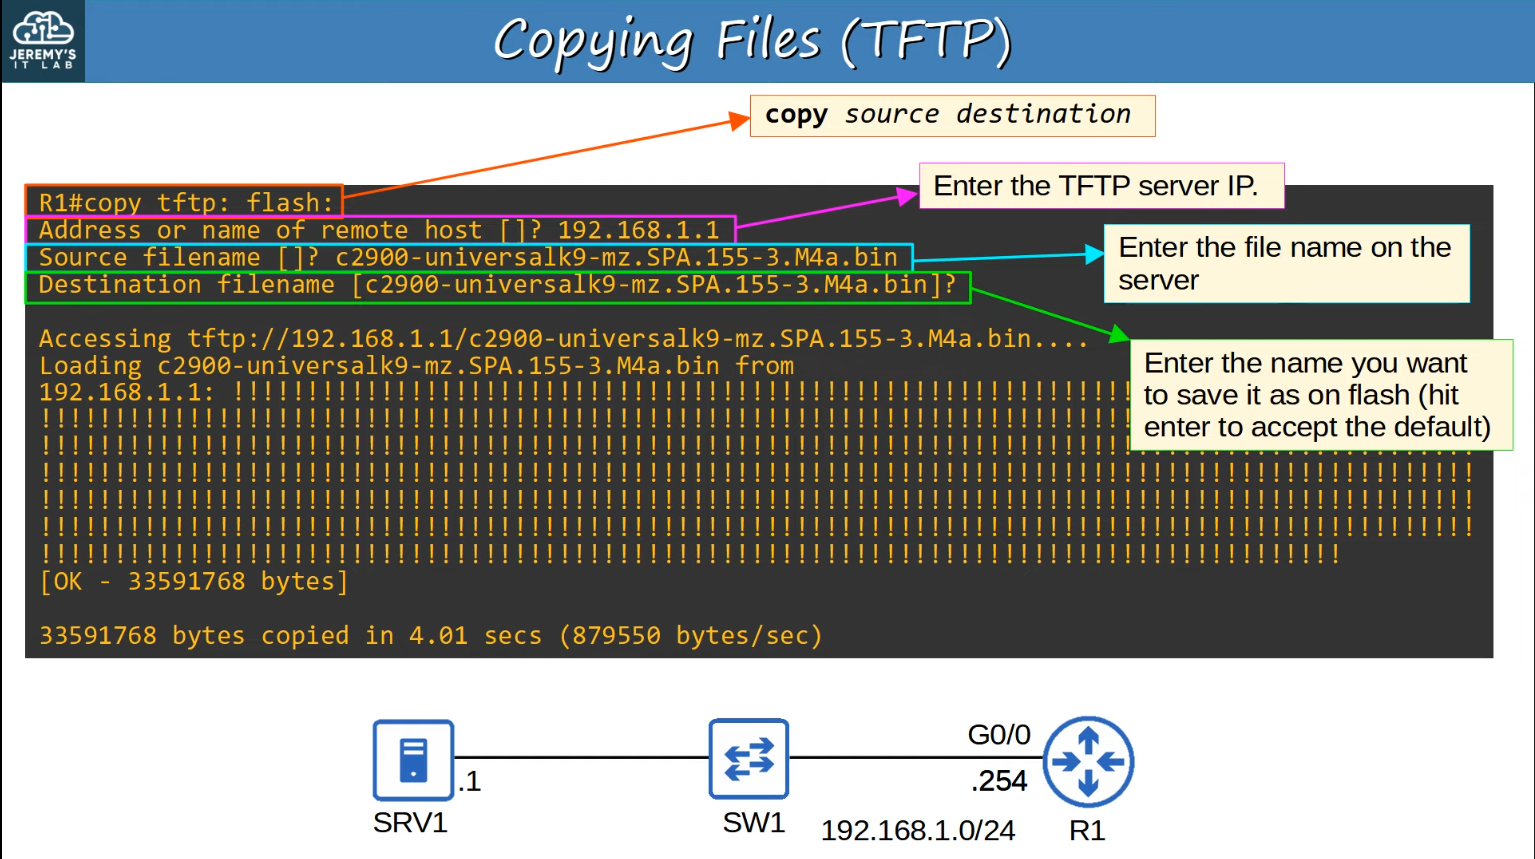 JEREMY'S
IT LAB
Copying Files (TFTP)
copy source destination
R1#copy tftp: flash:
Address or name of remote host []? 192.168.1.1
Source filename []? c2900-universalk9-mz.SPA.155-3.M4a.bin
Destination filename [c2900-universalk9-mz.SPA.155-3.M4a.bin]?
Enter the TFTP server IP.
Enter the file name on the
server
Enter the name you want
to save it as on flash (hit
enter to accept the default)
Accessing tftp://192.168.1.1/c2900-universalk9-mz.SPA.155-3.M4a.bin....
Loading c2900-universalk9-mz.SPA.155-3.M4a.bin from
192.168.1.1: !!!!!!!!!!!!!!!!!!!!!!!!!!!!!!!!!!!!!!!!!!!!!!!!!!!!!!!!!!!!!
!!!!!!!!!!!!!!!!!!!!!!!!!!!!!!!!!!!!!!!!!!!!!!!!!!!!!!!!!!!!!!!!!!!!!!!!!!
!!!!!!!!!!!!!!!!!!!!!!!!!!!!!!!!!!!!!!!!!!!!!!!!!!!!!!!!!!!!!!!!!!!!!!!!!!
!!!!!!!!!!!!!!!!!!!!!!!!!!!!!!!!!!!!!!!!!!!!!!!!!!!!!!!!!!!!!!!!!!!!!!!!!!!!!!!!!!!!!!!!!!!!!!!!!
!!!!!!!!!!!!!!!!!!!!!!!!!!!!!!!!!!!!!!!!!!!!!!!!!!!!!!!!!!!!!!!!!!!!!!!!!!!!!!!!!!!!!!!!!!!!!!!!!
!!!!!!!!!!!!!!!!!!!!!!!!!!!!!!!!!!!!!!!!!!!!!!!!!!!!!!!!!!!!!!!!!!!!!!!!!!!!!!!!!!!!!!!!!!!!!!!!!
!!!!!!!!!!!!!!!!!!!!!!!!!!!!!!!!!!!!!!!!!!!!!!!!!!!!!!!!!!!!!!!!!!!!!!!!!!!!!!!!!!!!!!!!
[OK - 33591768 bytes]
33591768 bytes copied in 4.01 secs (879550 bytes/sec)
G0/0
.1
.254
SRV1
SW1
192.168.1.0/24
R1